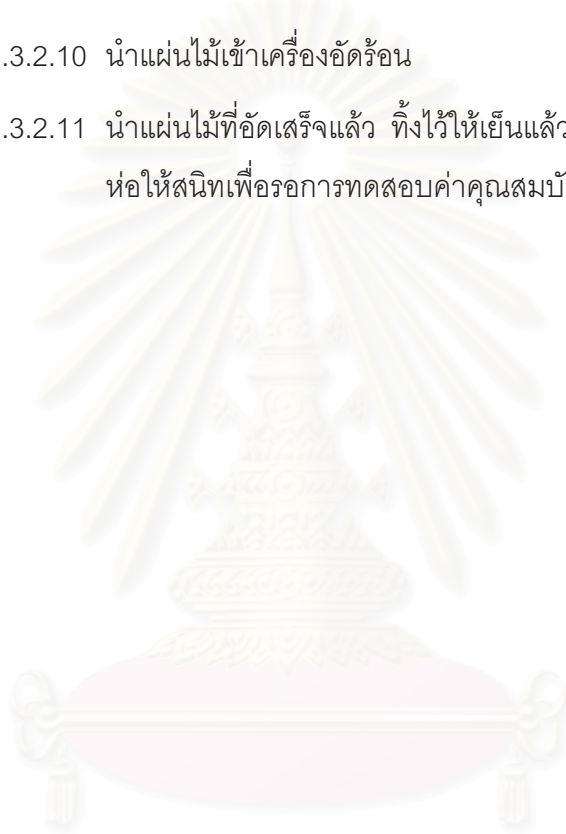 .3.2.10 นำแผ่นไม้เข้าเครื่องอัดร้อน
.3.2.11 นำแผ่นไม้ที่อัดเสร็จแล้ว ทิ้งไว้ให้เย็นแล้ว
ห่อให้สนิทเพื่อรอการทดสอบค่าคุณสมบั